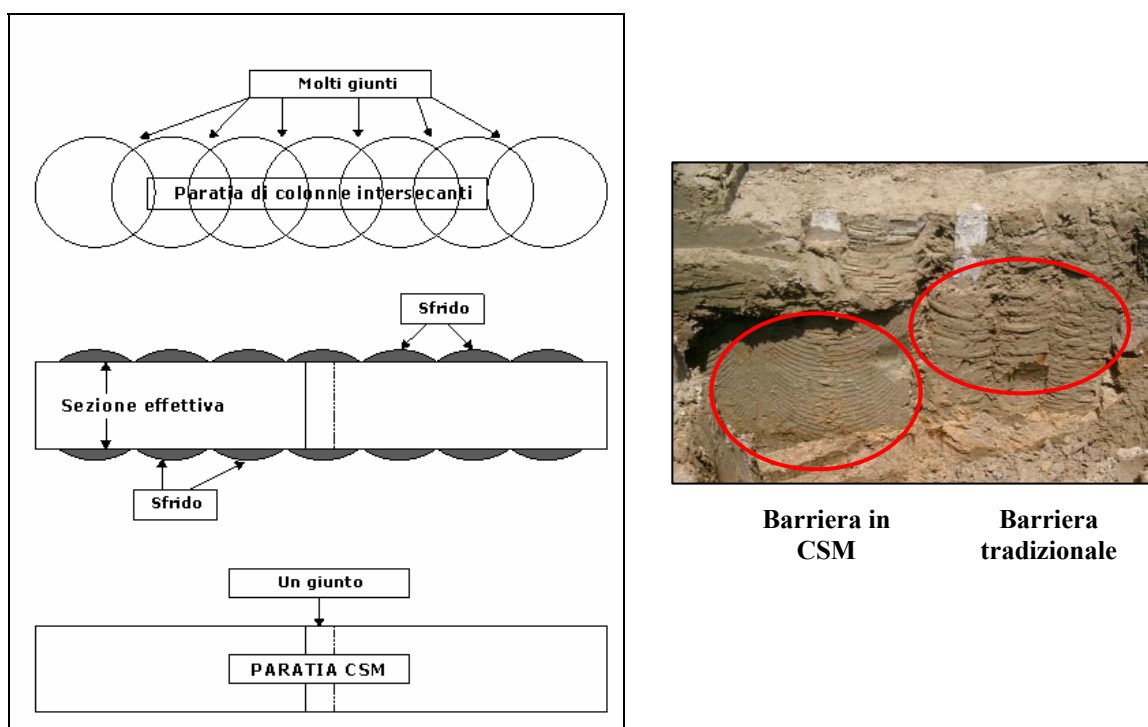 Molti giunti
Paratia di colonne intersecanti
Sfrido
Sezione effettiva
Sfrido
Un giunto
PARATIA CSM
Barriera in
CSM
Barriera
tradizionale